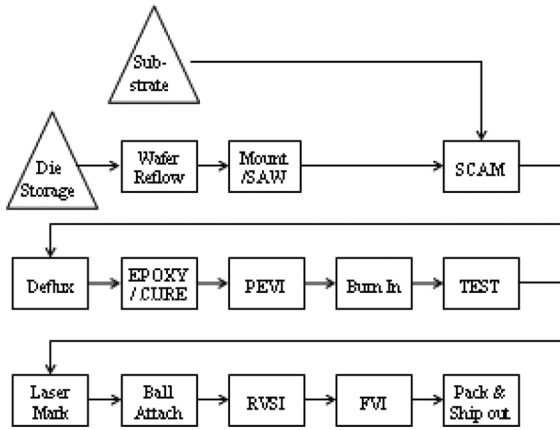 Sub-
strate
Die
Storage
Wafer
Reflow
Mount
/SAW
SCAM
Deflux
EPOXY
/ CURE
PEVI
Burn In
TEST
Laser
Mark
Ball
Attach
RVSI
FVI
Pack &
Ship out